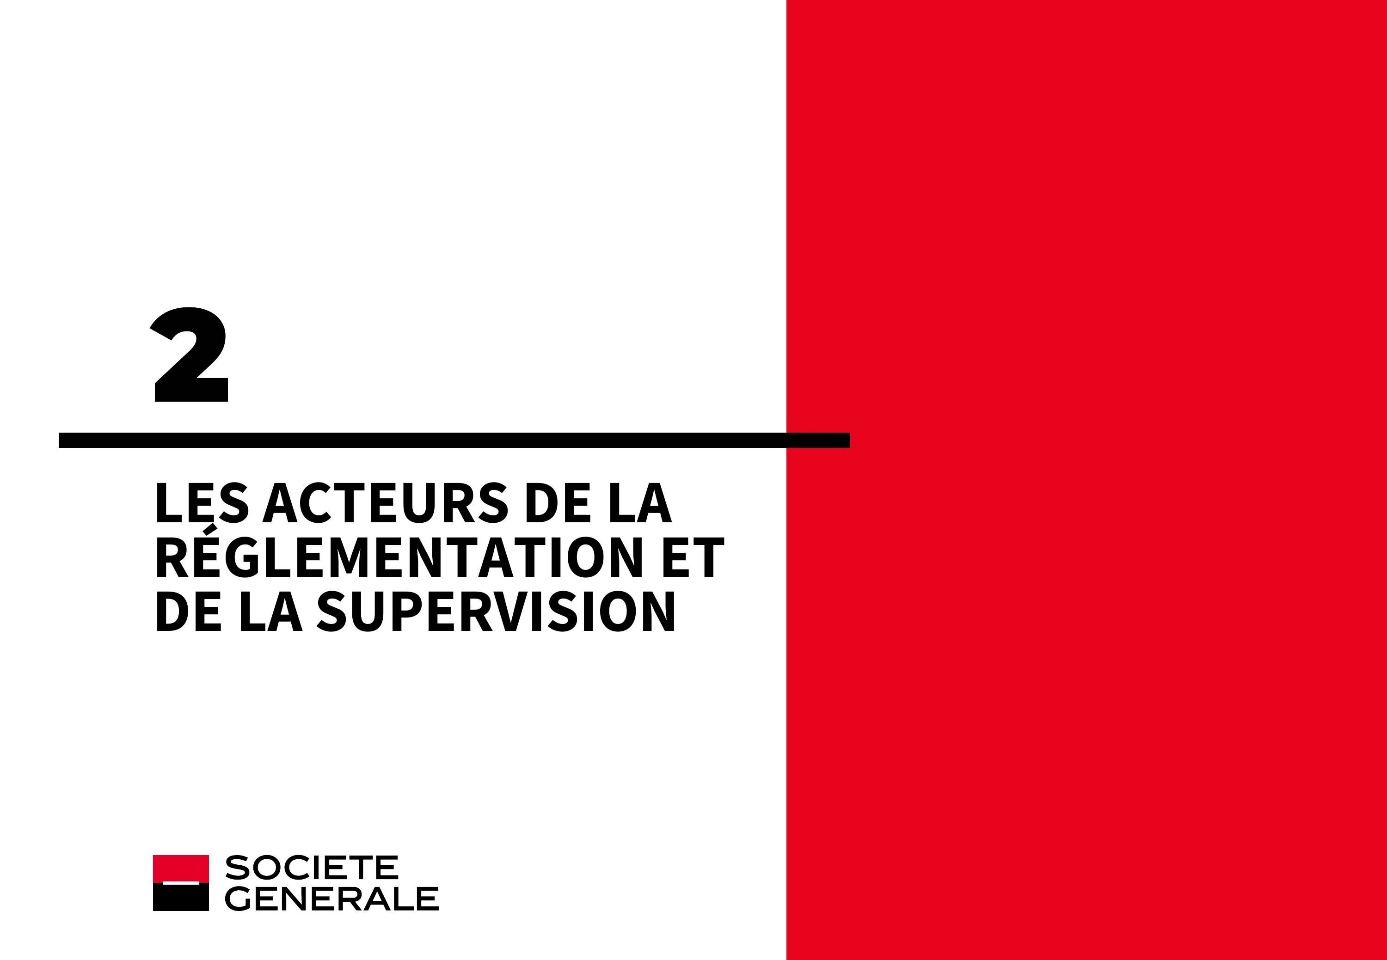 2
LES ACTEURS DE LA
RÉGLEMENTATION ET
DE LA SUPERVISION
SOCIETE
GENERALE